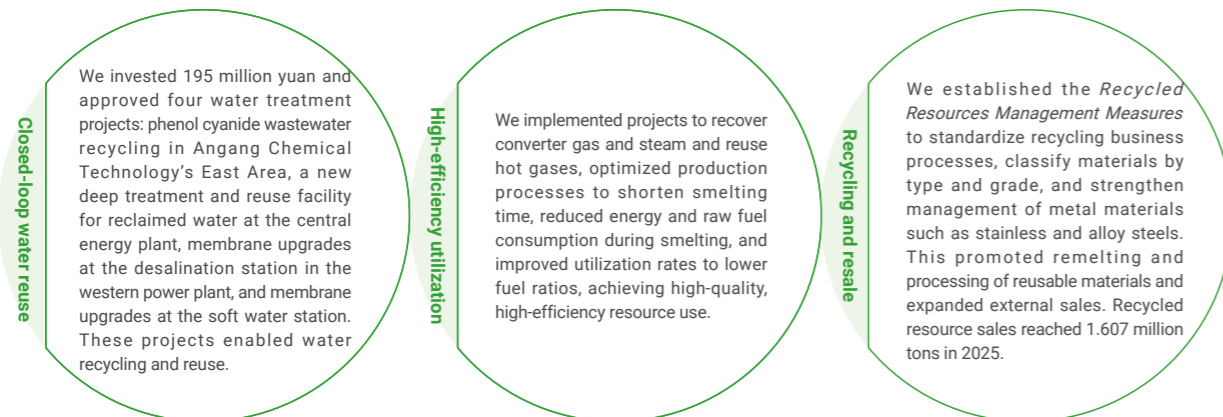 Closed-loop water reuse
We invested 195 million yuan and
approved four water treatment
projects: phenol cyanide wastewater
recycling in Angang Chemical
Technology's East Area, a new
deep treatment and reuse facility
for reclaimed water at the central
energy plant, membrane upgrades
at the desalination station in the
western power plant, and membrane
upgrades at the soft water station.
These projects enabled water
recycling and reuse.
High-efficiency utilization
We implemented projects to recover
converter gas and steam and reuse
hot gases, optimized production
processes to shorten smelting
time, reduced energy and raw fuel
consumption during smelting, and
improved utilization rates to lower
fuel ratios, achieving high-quality,
high-efficiency resource use.
Recycling and resale
We established the Recycled
Resources Management Measures
to standardize recycling business
processes, classify materials by
type and grade, and strengthen
management of metal materials
such as stainless and alloy steels.
This promoted remelting and
processing of reusable materials and
expanded external sales. Recycled
resource sales reached 1.607 million
tons in 2025.